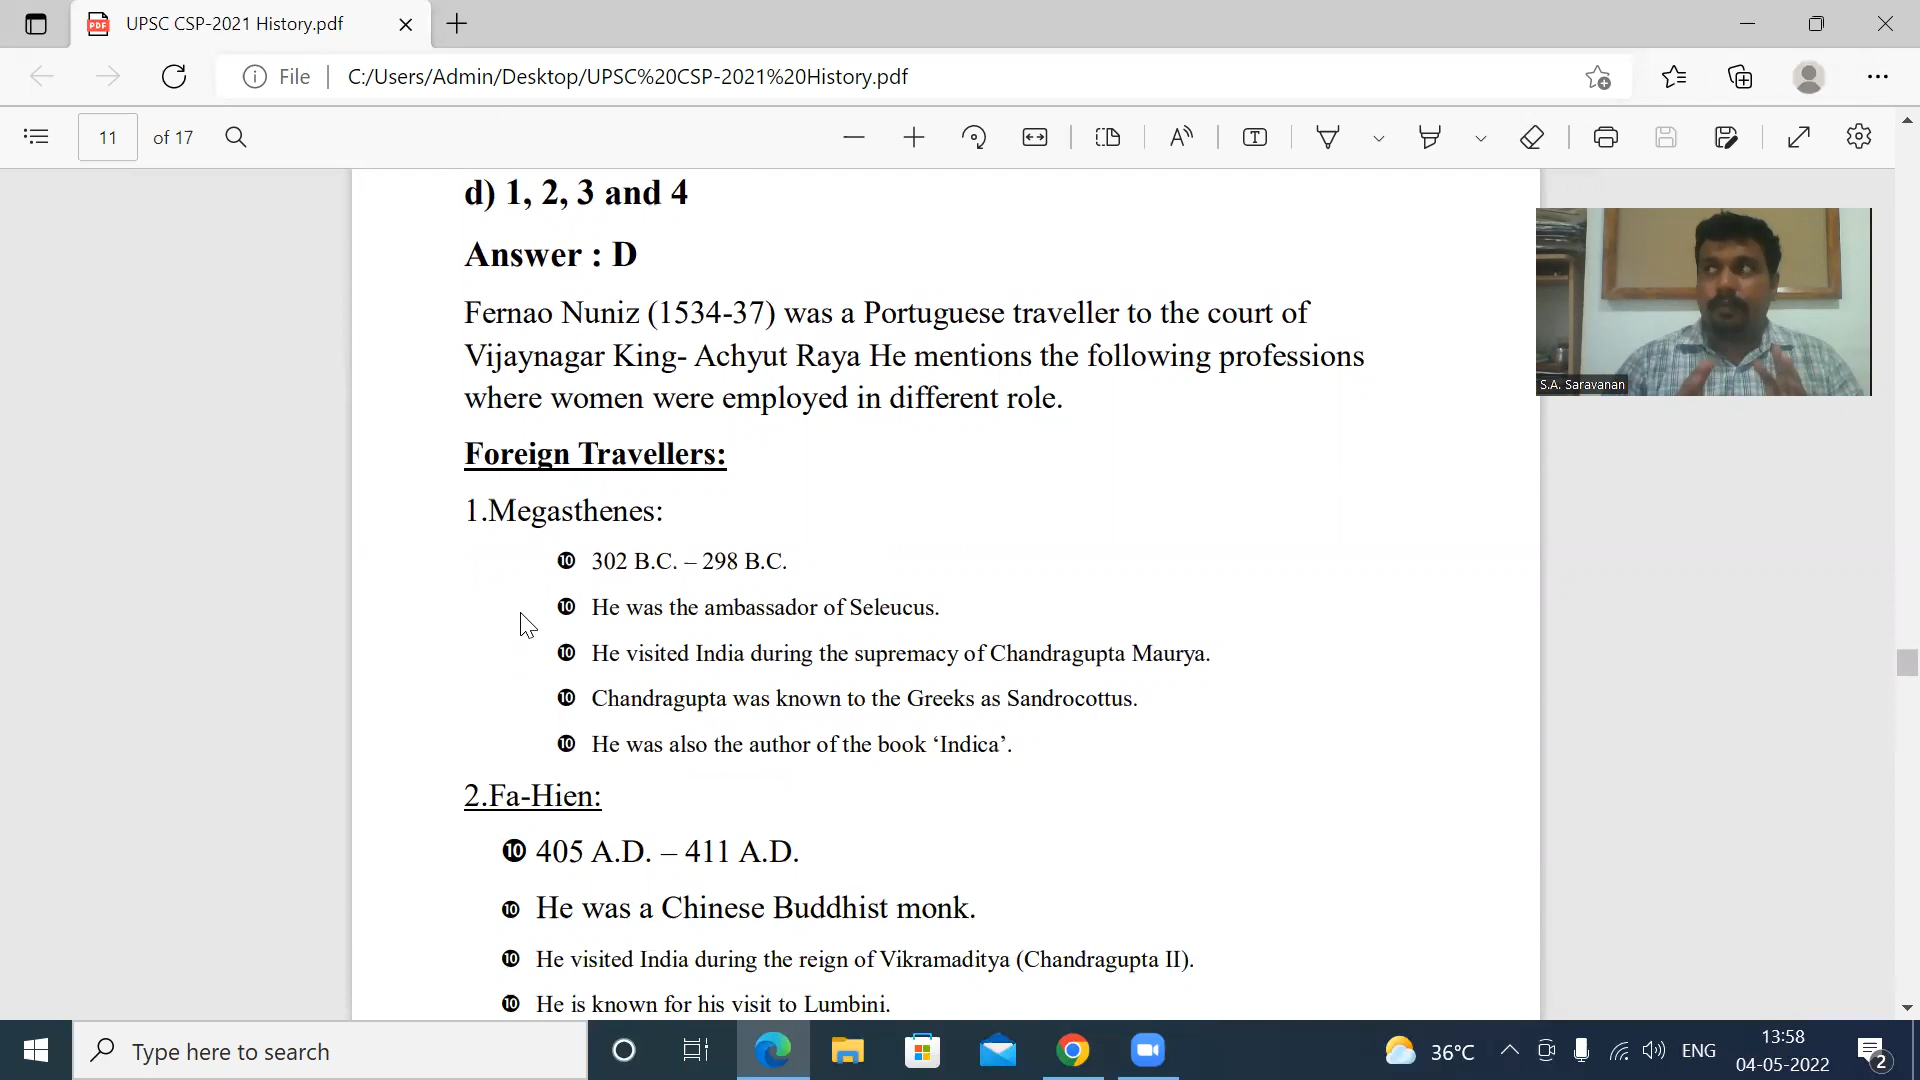 UPSC CSP-2021 History.pdf
File
C:/Users/Admin/Desktop/UPSC%20CSP-2021%20History.pdf
11 of 17
d) 1, 2, 3 and 4
Answer : D
Fernao Nuniz (1534-37) was a Portuguese traveller to the court of
Vijaynagar King- Achyut Raya He mentions the following professions
where women were employed in different role.
Foreign Travellers:
1.Megasthenes:
❿ 302 B.C. – 298 B.C.
❿ He was the ambassador of Seleucus.
❿ He visited India during the supremacy of Chandragupta Maurya.
❿ Chandragupta was known to the Greeks as Sandrocottus.
❿ He was also the author of the book ‘Indica’.
2.Fa-Hien:
❿ 405 A.D. – 411 A.D.
❿ He was a Chinese Buddhist monk.
❿ He visited India during the reign of Vikramaditya (Chandragupta II).
❿ He is known for his visit to Lumbini.
S.A. Saravanan
Type here to search
36°C
ENG
13:58
04-05-2022
2